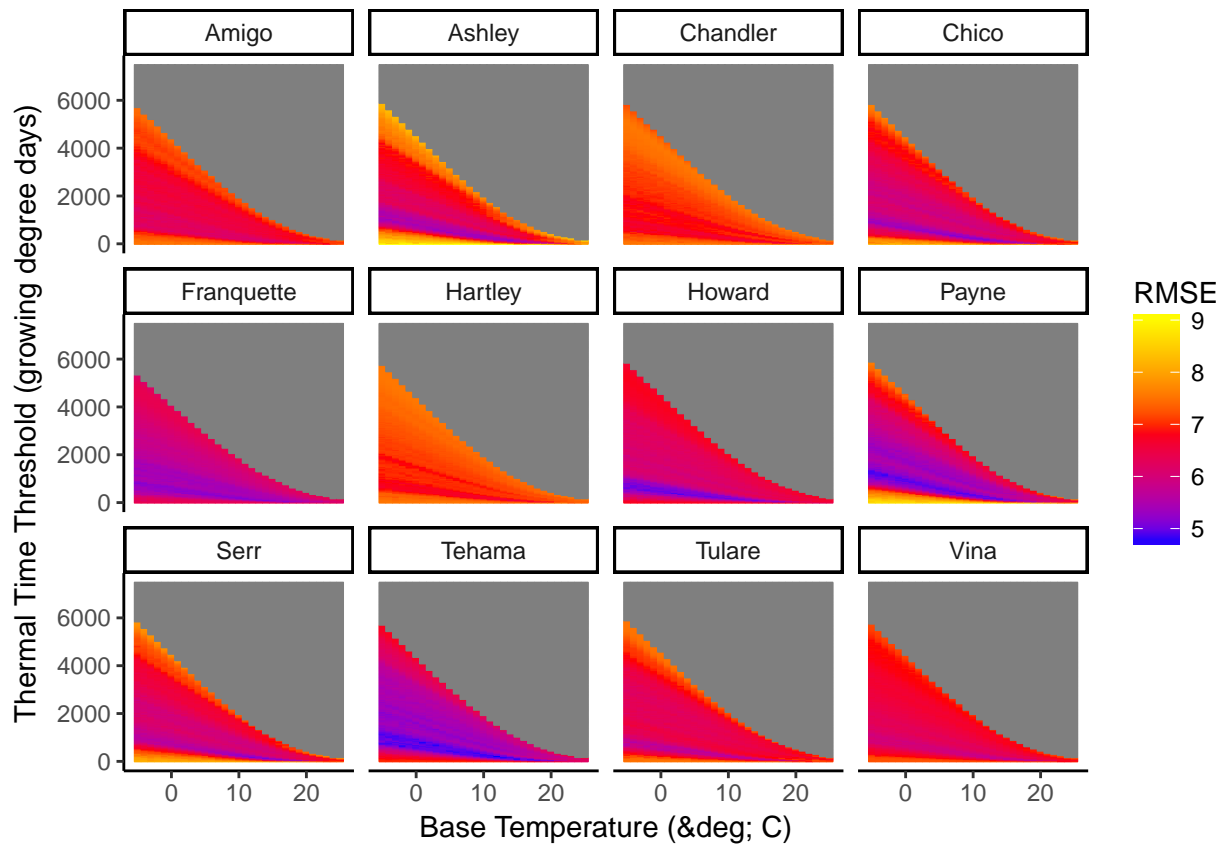 Amigo Ashley Chandler Chico
6000
4000
2000
0
Franquette Hartley Howard Payne
6000
4000
2000
0
Serr Tehama Tulare Vina
6000
4000
2000
0
0 10 20 0 10 20 0 10 20 0 10 20
Base Temperature (&deg; C)
Thermal Time Threshold (growing degree days)
RMSE
9
8
7
6
5